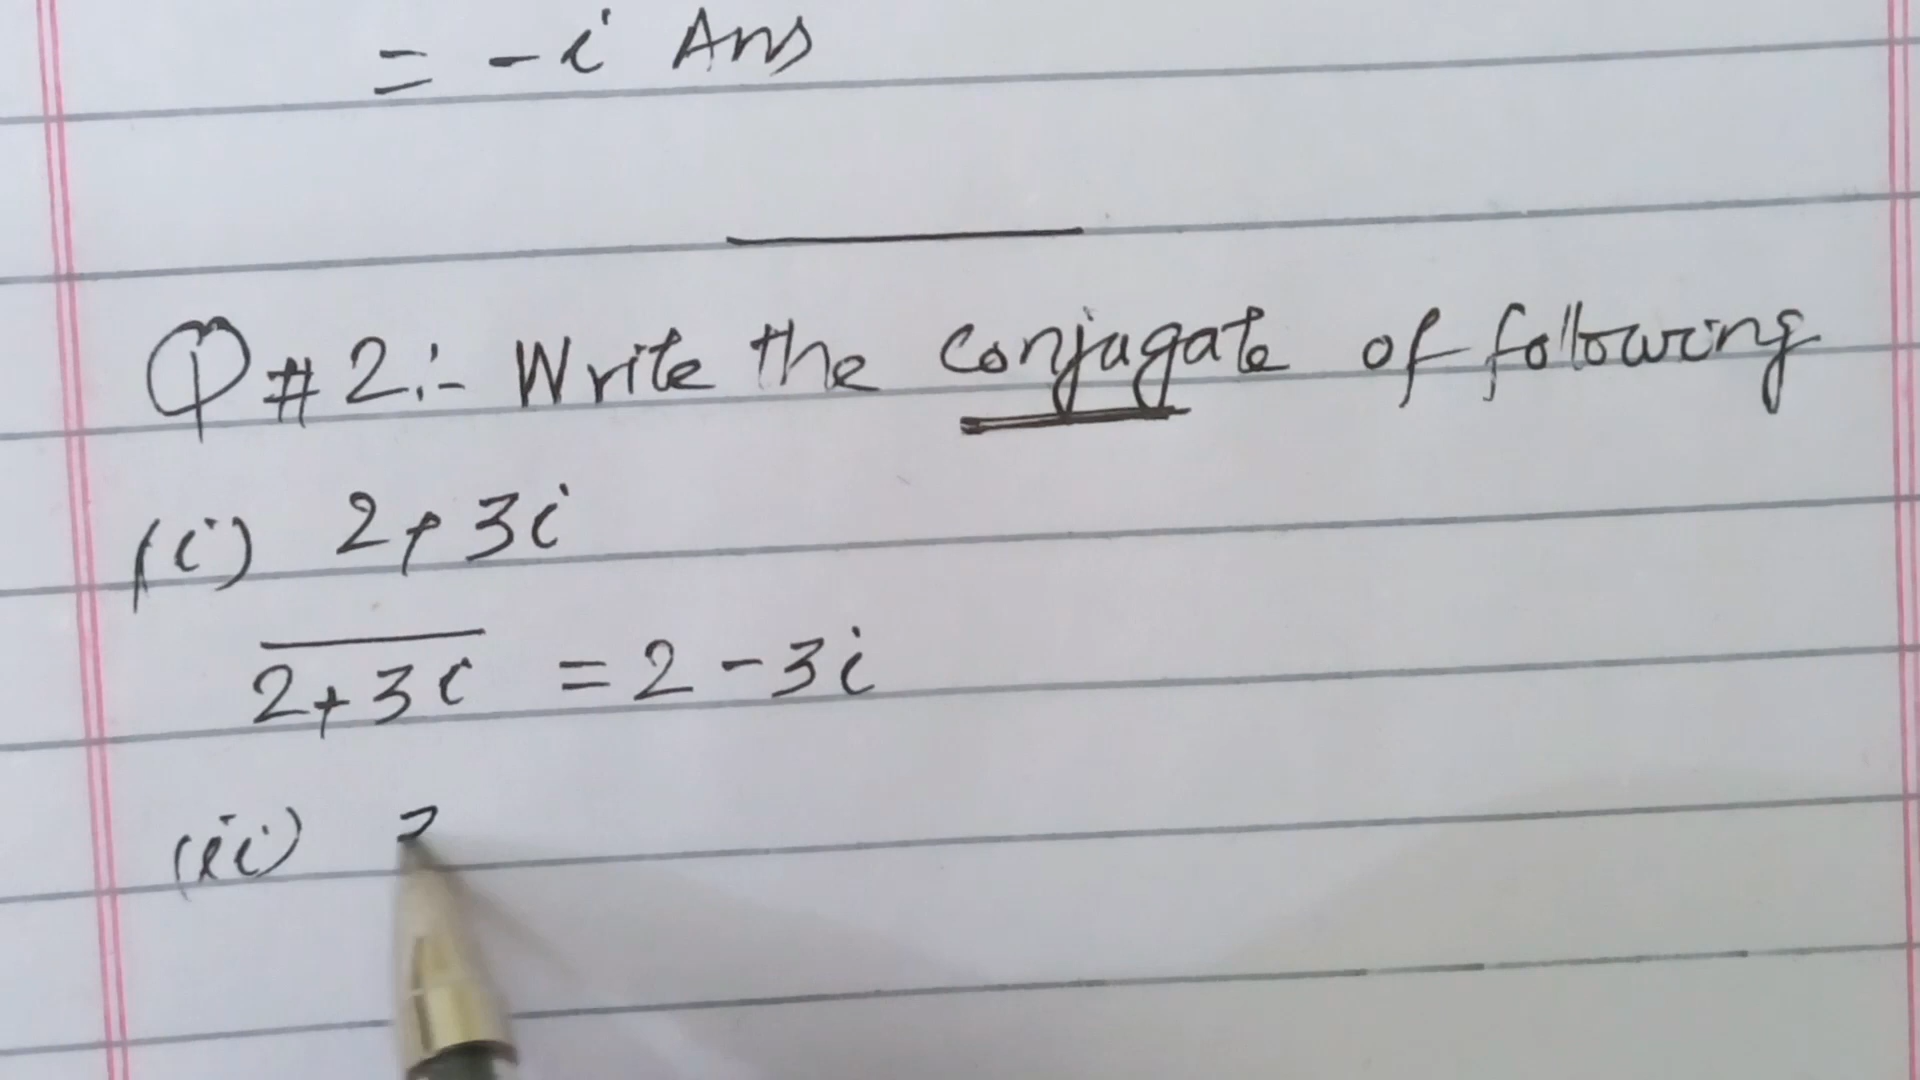 = -i Ans
Q # 2:- Write the conjugate of following
(i) 2+3i
2+3i = 2-3i
(ii)